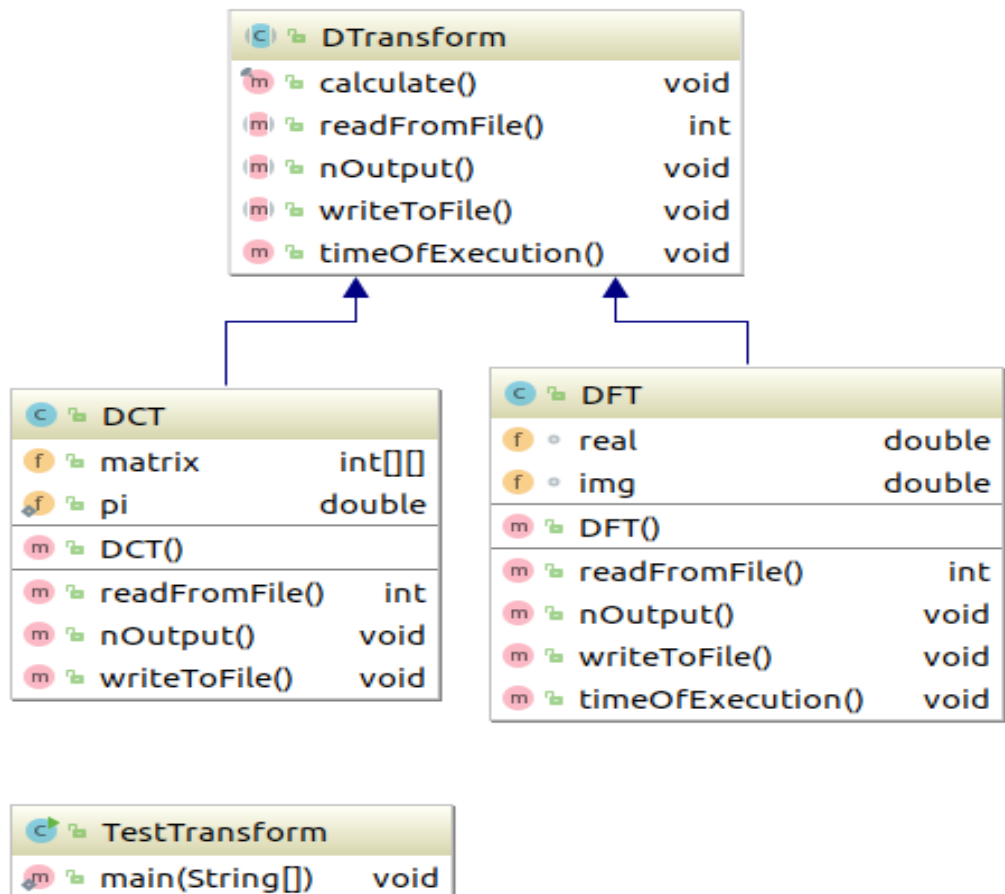 DTransform
calculate() void
readFromFile() int
nOutput() void
writeToFile() void
timeOfExecution() void
DCT
matrix int[][]
pi double
DCT()
readFromFile() int
nOutput() void
writeToFile() void
DFT
real double
img double
DFT()
readFromFile() int
nOutput() void
writeToFile() void
timeOfExecution() void
TestTransform
main(String[]) void